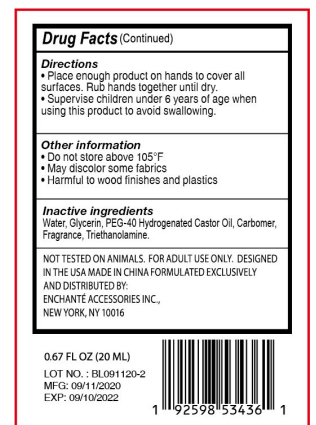 Drug Facts (Continued)
Directions
• Place enough product on hands to cover all
surfaces. Rub hands together until dry.
• Supervise children under 6 years of age when
using this product to avoid swallowing.
Other information
• Do not store above 105°F
• May discolor some fabrics
• Harmful to wood finishes and plastics
Inactive ingredients
Water, Glycerin, PEG-40 Hydrogenated Castor Oil, Carbomer,
Fragrance, Triethanolamine.
NOT TESTED ON ANIMALS. FOR ADULT USE ONLY. DESIGNED
IN THE USA MADE IN CHINA FORMULATED EXCLUSIVELY
AND DISTRIBUTED BY:
ENCHANTÉ ACCESSORIES INC.,
NEW YORK, NY 10016
0.67 FL OZ (20 ML)
LOT NO. : BL091120-2
MFG: 09/11/2020
EXP: 09/10/2022
1 92598 53436 1